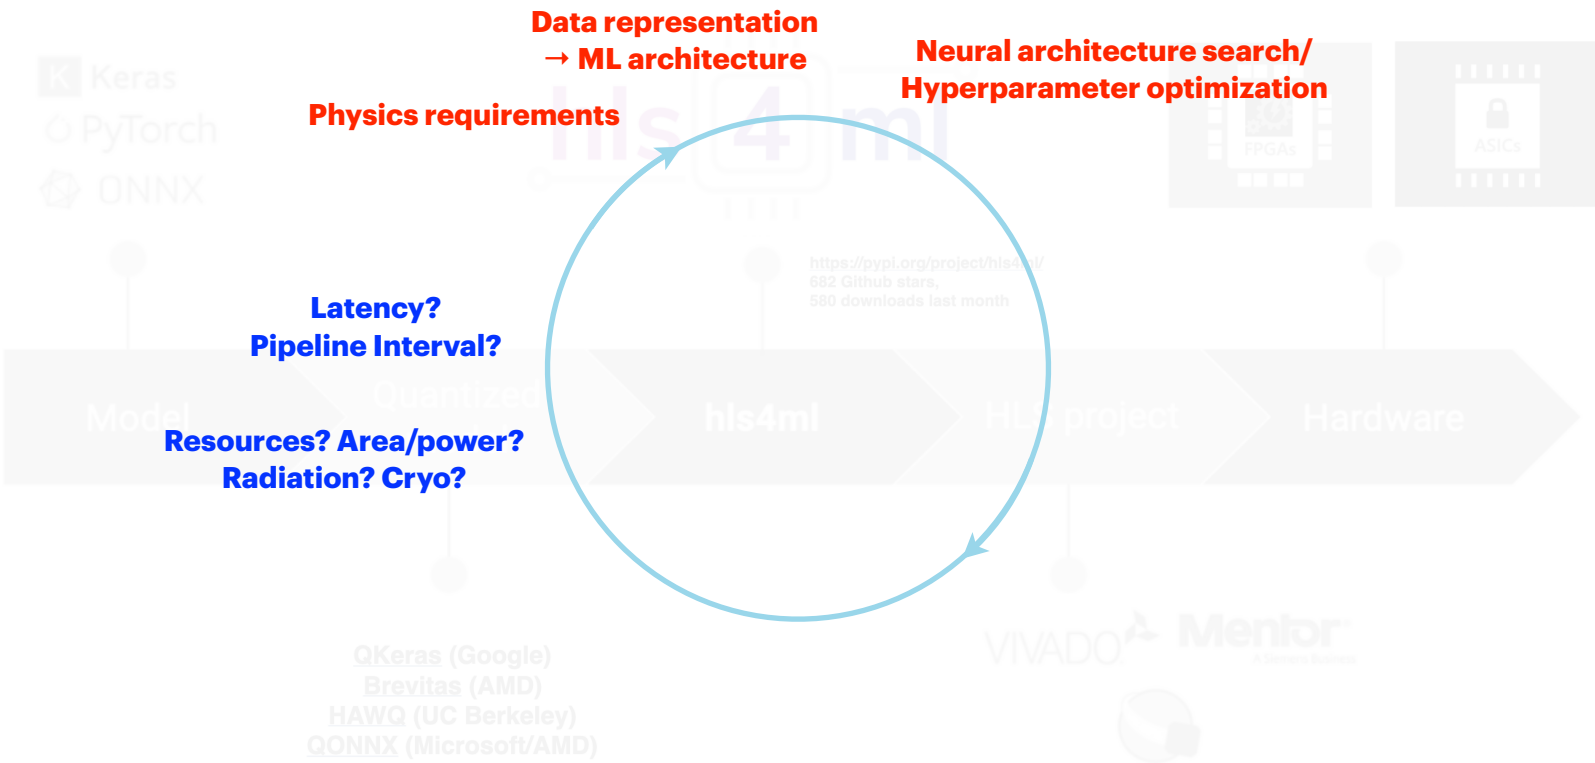 Data representation
→ ML architecture
Neural architecture search/
Hyperparameter optimization
Physics requirements
K Keras
PyTorch
ONNX
hls 4 ml
FPGAs
ASICs
https://pypi.org/project/hls4ml/
682 Github stars,
580 downloads last month
Latency?
Pipeline Interval?
Model
Quantized
hls4ml
HLS project
Hardware
Resources? Area/power?
Radiation? Cryo?
QKeras (Google)
Brevitas (AMD)
HAWQ (UC Berkeley)
QONNX (Microsoft/AMD)
VIVADO
Mentor
A Siemens Business